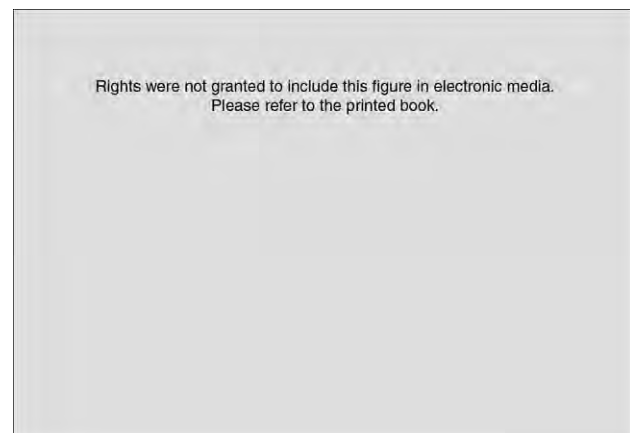 Rights were not granted to include this figure in electronic media.
Please refer to the printed book.